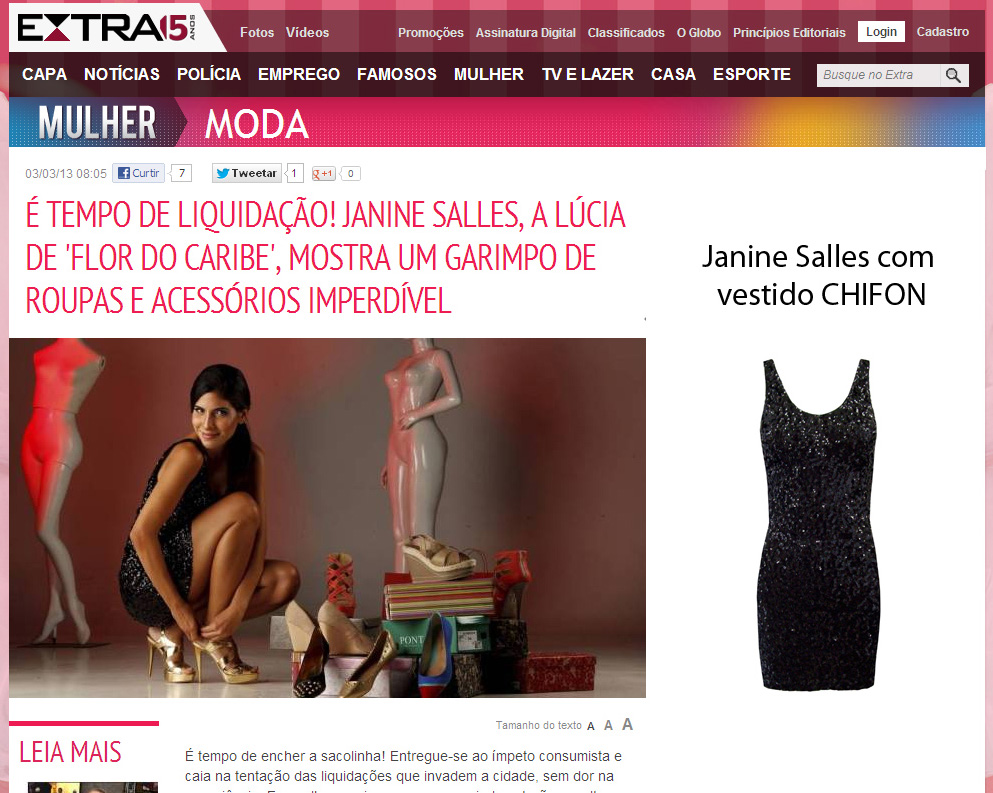 EXTRA 15 ANOS
Fotos Vídeos Promoções Assinatura Digital Classificados O Globo Princípios Editoriais Login Cadastro
CAPA NOTÍCIAS POLÍCIA EMPREGO FAMOSOS MULHER TV E LAZER CASA ESPORTE Busque no Extra
MULHER MODA
03/03/13 08:05 Curtir 7 Tweetar 1 +1 0
É TEMPO DE LIQUIDAÇÃO! JANINE SALLES, A LÚCIA
DE 'FLOR DO CARIBE', MOSTRA UM GARIMPO DE
ROUPAS E ACESSÓRIOS IMPERDÍVEL
Janine Salles com
vestido CHIFON
PONT
Tamanho do texto A A A
LEIA MAIS
É tempo de encher a sacolinha! Entregue-se ao ímpeto consumista e
caia na tentação das liquidações que invadem a cidade, sem dor na